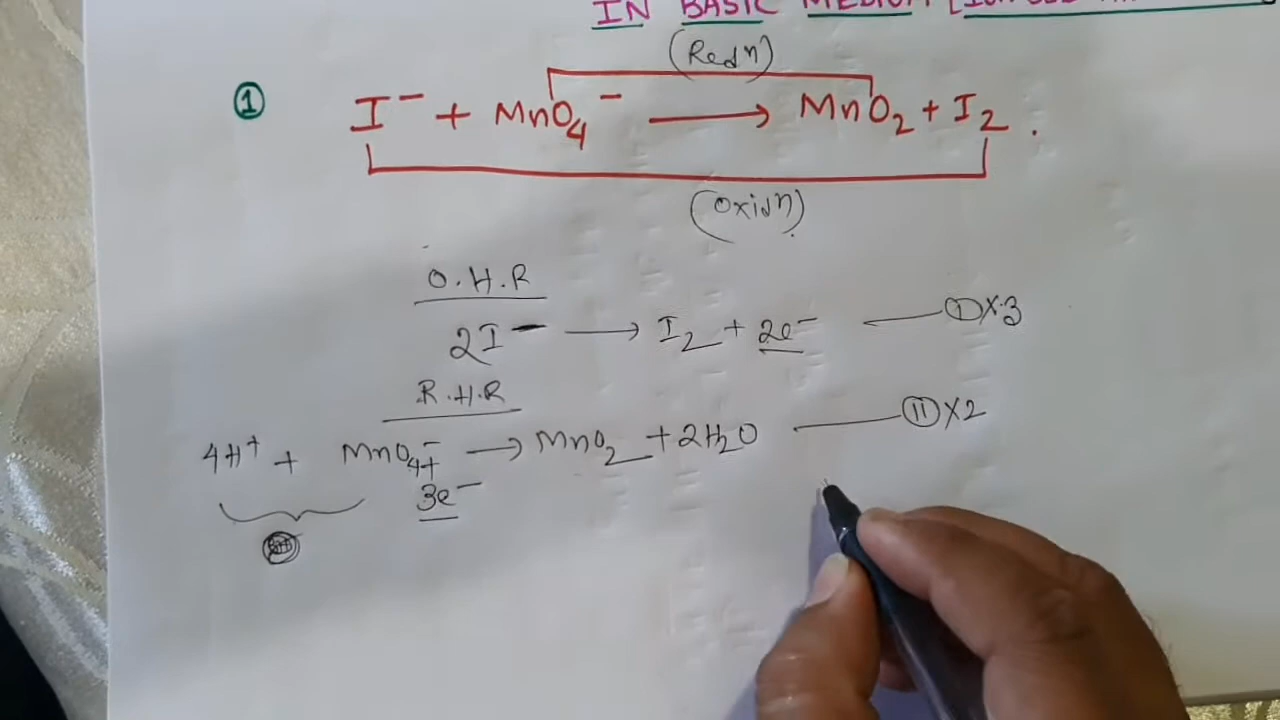 IN BASIC MEDIUM [
(Redn)
① I⁻ + MnO₄⁻ ⟶ MnO₂ + I₂ .
(Oxidn)
O.H.R
2I⁻ ⟶ I₂ + 2e⁻ — Ⓘ×3
R.H.R
4H⁺ + MnO₄⁻ + ⟶ MnO₂ + 2H₂O — Ⓘⓘ×2
3e⁻